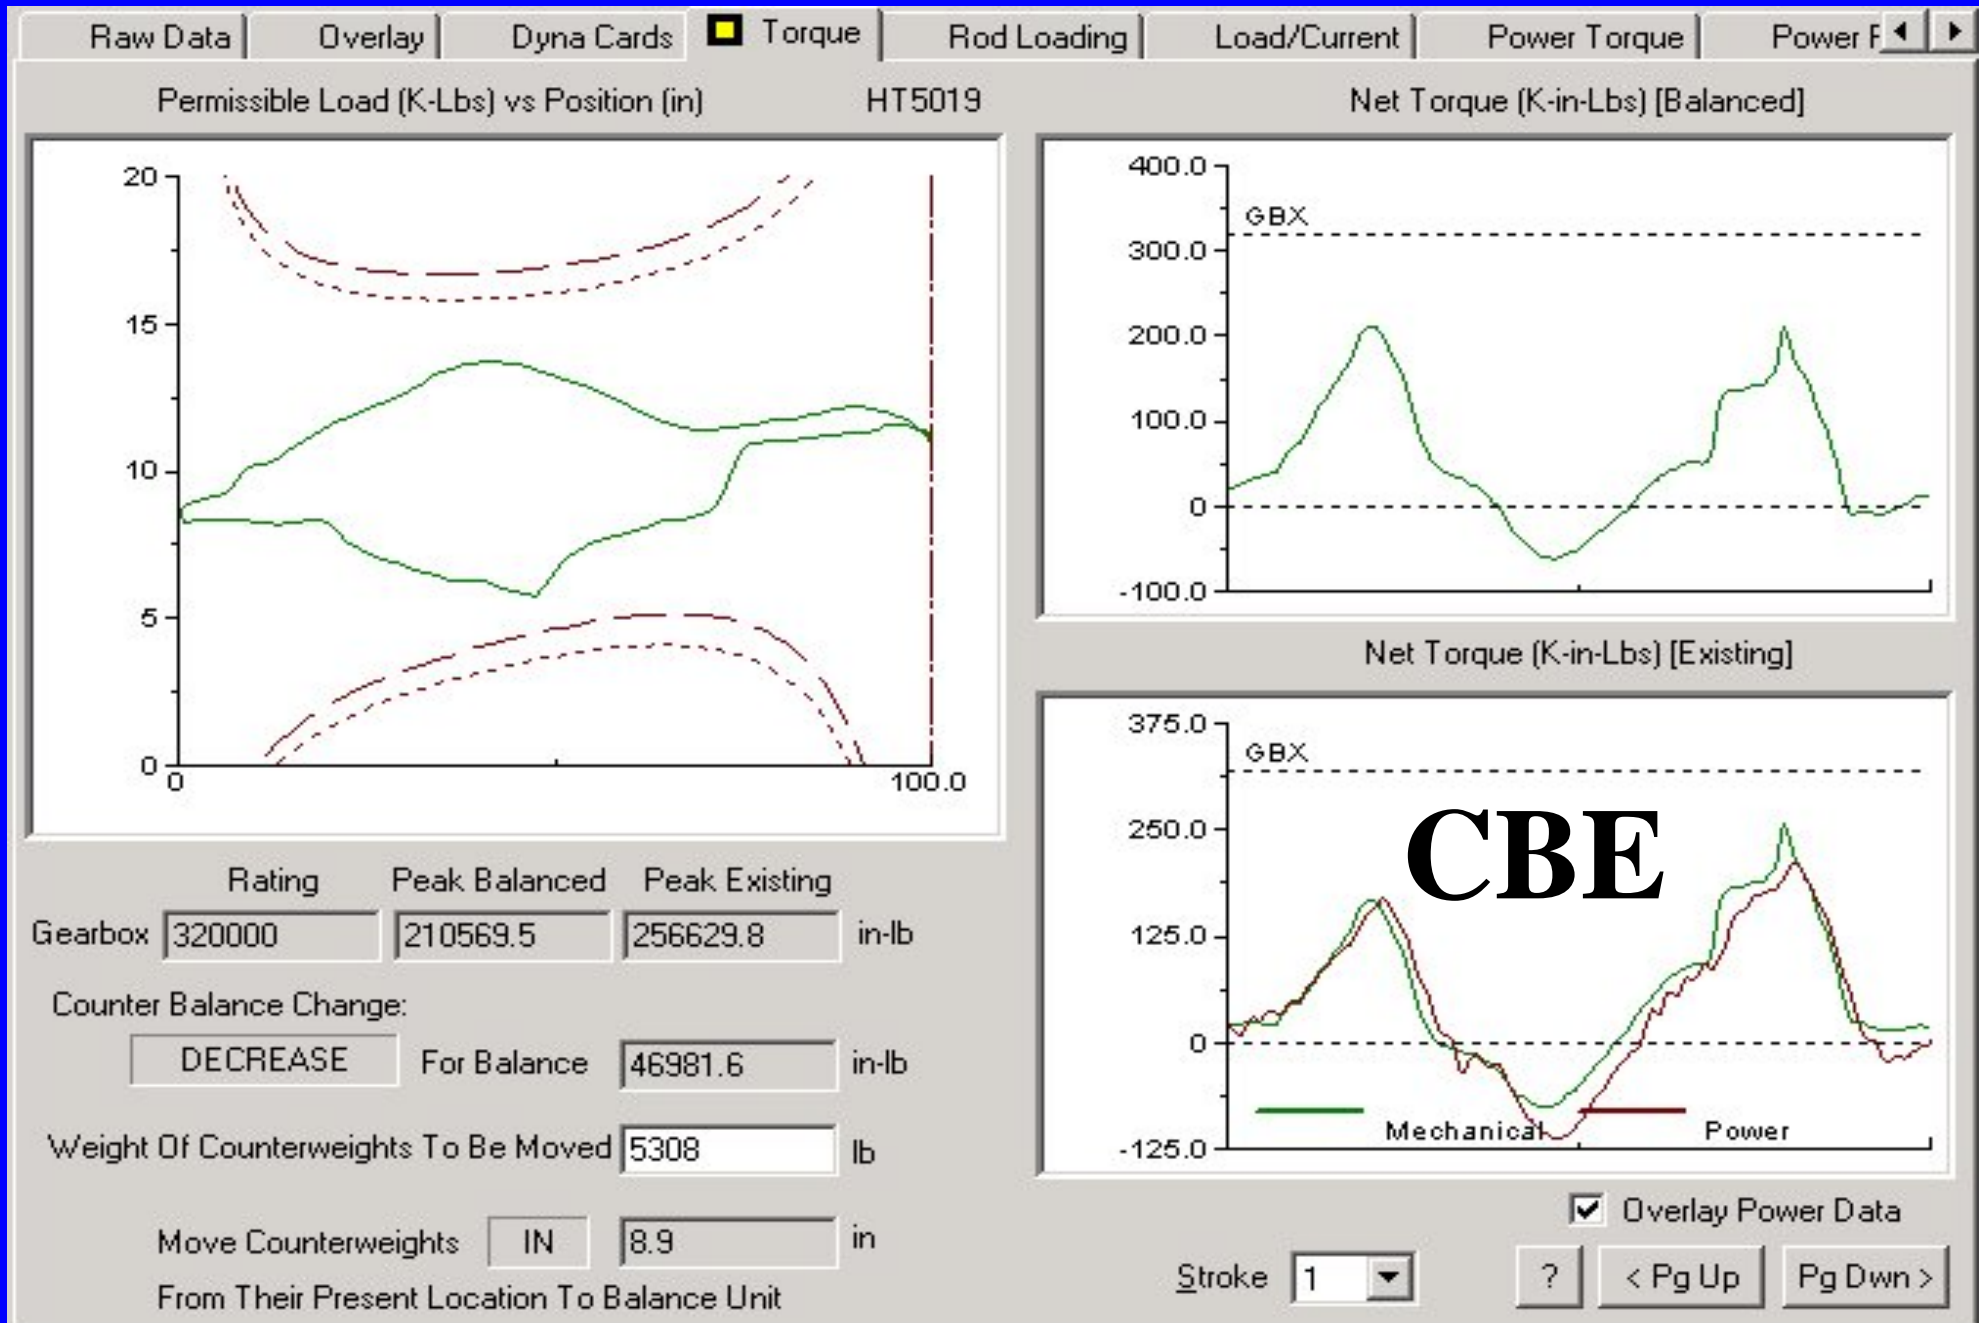 Raw Data
Overlay
Dyna Cards
Torque
Rod Loading
Load/Current
Power Torque
Power
Permissible Load (K-Lbs) vs Position (in)
HT5019
20
15
10
5
0
0
100.0
Net Torque (K-in-Lbs) [Balanced]
400.0
GBX
300.0
200.0
100.0
0
-100.0
Net Torque (K-in-Lbs) [Existing]
375.0
GBX
250.0
CBE
125.0
0
Mechanical
Power
-125.0
Rating
Peak Balanced
Peak Existing
Gearbox 320000 210569.5 256629.8 in-lb
Counter Balance Change:
DECREASE For Balance 46981.6 in-lb
Weight Of Counterweights To Be Moved 5308 lb
Move Counterweights IN 8.9 in
From Their Present Location To Balance Unit
Overlay Power Data
Stroke 1
?
< Pg Up
Pg Dwn >